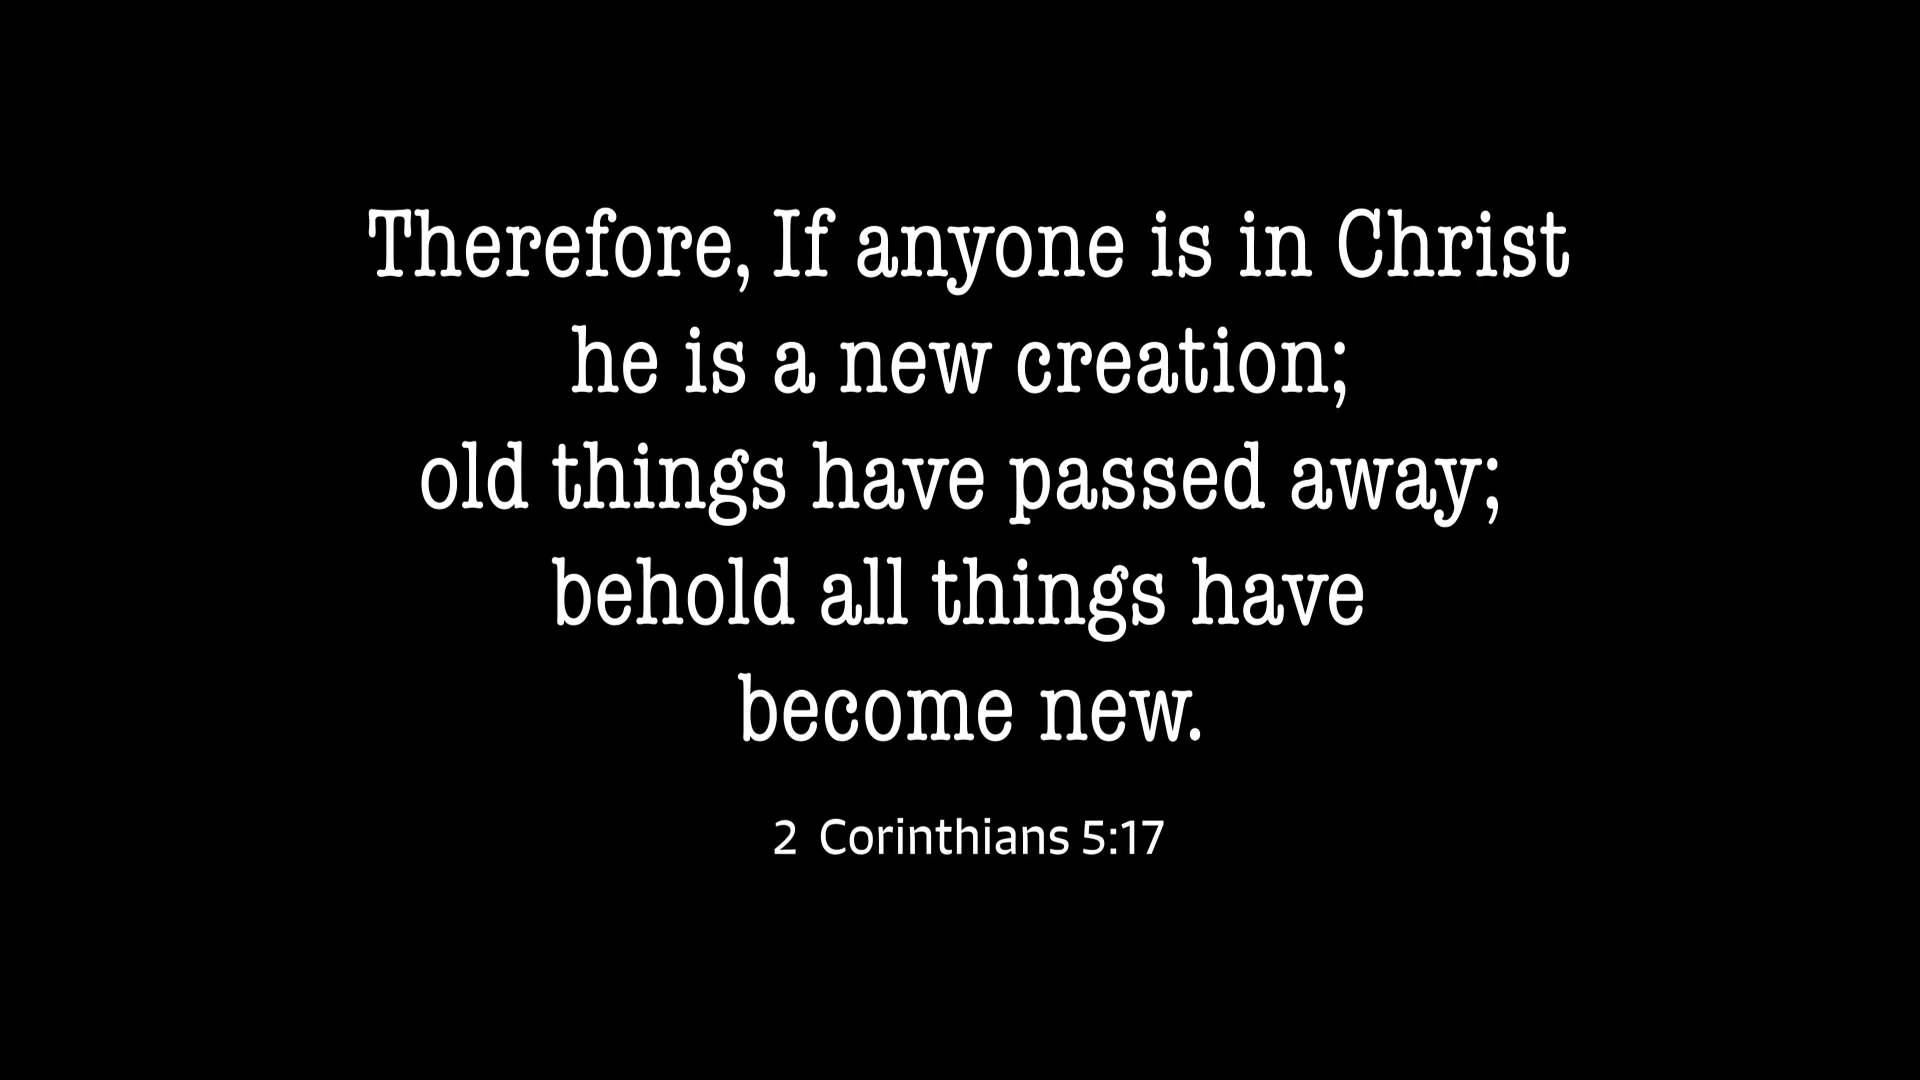 Therefore, If anyone is in Christ
he is a new creation;
old things have passed away;
behold all things have
become new.
2 Corinthians 5:17